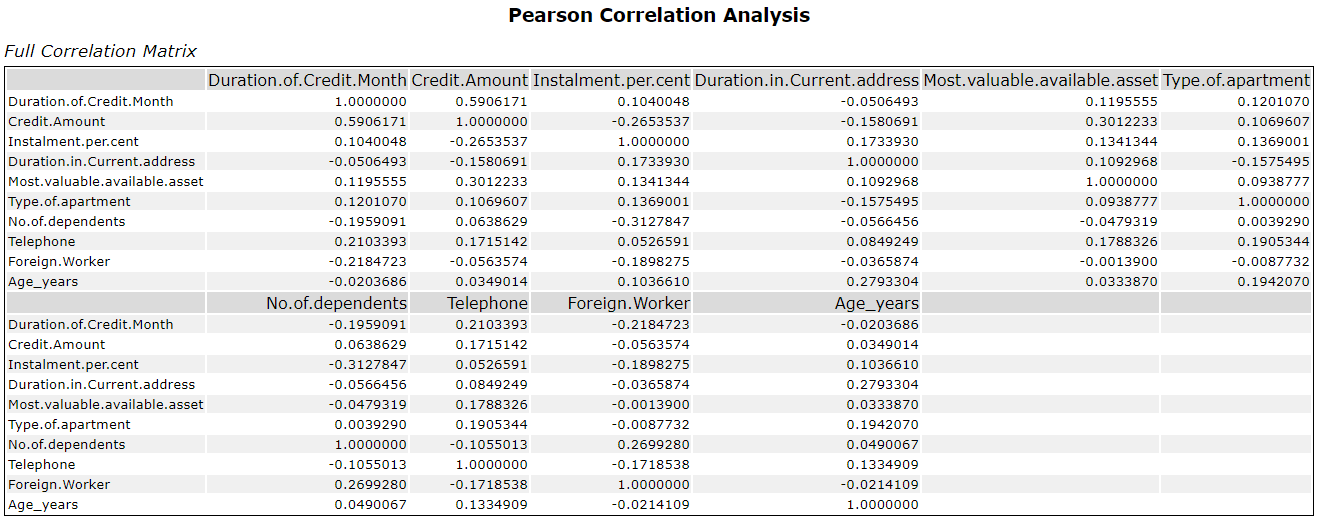 Pearson Correlation Analysis
Full Correlation Matrix
Duration.of.Credit.Month Credit.Amount Instalment.per.cent Duration.in.Current.address Most.valuable.available.asset Type.of.apartment
Duration.of.Credit.Month 1.0000000 0.5906171 0.1040048 -0.0506493 0.1195555 0.1201070
Credit.Amount 0.5906171 1.0000000 -0.2653537 -0.1580691 0.3012233 0.1069607
Instalment.per.cent 0.1040048 -0.2653537 1.0000000 0.1733930 0.1341344 0.1369001
Duration.in.Current.address -0.0506493 -0.1580691 0.1733930 1.0000000 0.1092968 -0.1575495
Most.valuable.available.asset 0.1195555 0.3012233 0.1341344 0.1092968 1.0000000 0.0938777
Type.of.apartment 0.1201070 0.1069607 0.1369001 -0.1575495 0.0938777 1.0000000
No.of.dependents -0.1959091 0.0638629 -0.3127847 -0.0566456 -0.0479319 0.0039290
Telephone 0.2103393 0.1715142 0.0526591 0.0849249 0.1788326 0.1905344
Foreign.Worker -0.2184723 -0.0563574 -0.1898275 -0.0365874 -0.0013900 -0.0087732
Age_years -0.0203686 0.0349014 0.1036610 0.2793304 0.0333870 0.1942070
No.of.dependents Telephone Foreign.Worker Age_years
Duration.of.Credit.Month -0.1959091 0.2103393 -0.2184723 -0.0203686
Credit.Amount 0.0638629 0.1715142 -0.0563574 0.0349014
Instalment.per.cent -0.3127847 0.0526591 -0.1898275 0.1036610
Duration.in.Current.address -0.0566456 0.0849249 -0.0365874 0.2793304
Most.valuable.available.asset -0.0479319 0.1788326 -0.0013900 0.0333870
Type.of.apartment 0.0039290 0.1905344 -0.0087732 0.1942070
No.of.dependents 1.0000000 -0.1055013 0.2699280 0.0490067
Telephone -0.1055013 1.0000000 -0.1718538 0.1334909
Foreign.Worker 0.2699280 -0.1718538 1.0000000 -0.0214109
Age_years 0.0490067 0.1334909 -0.0214109 1.0000000